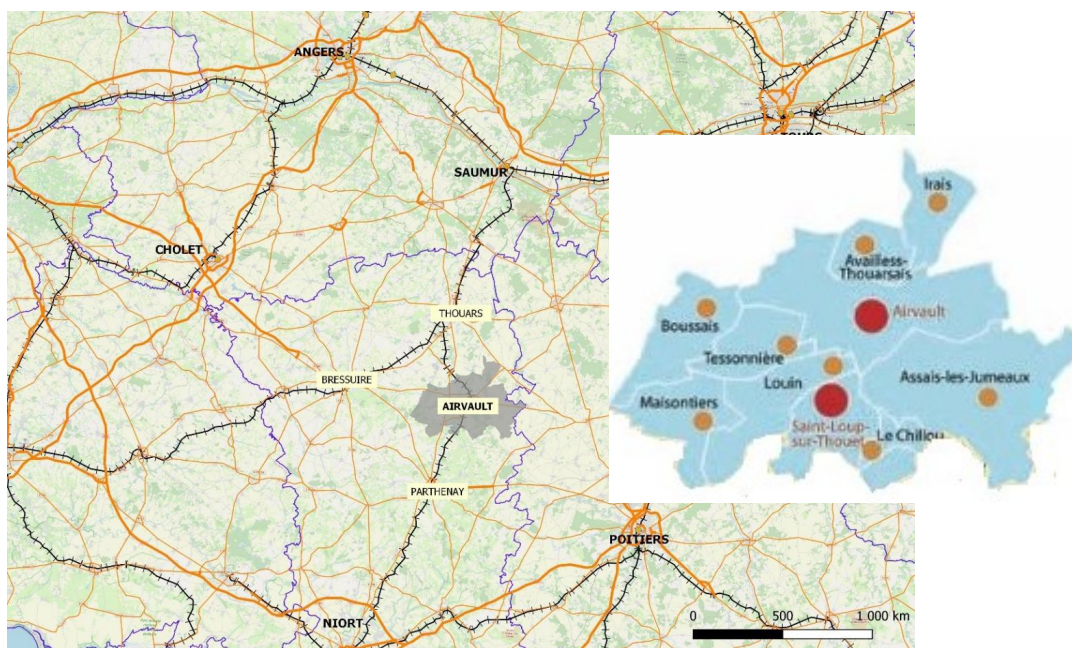 ANGERS
TOURS
SAUMUR
CHOLET
THOUARS
BRESSUIRE
AIRVAULT
PARTHENAY
POITIERS
NIORT
0 500 1 000 km
Irais
Availless-
Thouarsais
Airvault
Boussais
Tessonnière
Louin
Assais-les-Jumeaux
Maisontiers
Saint-Loup-
sur-Thouet
Le Chillou